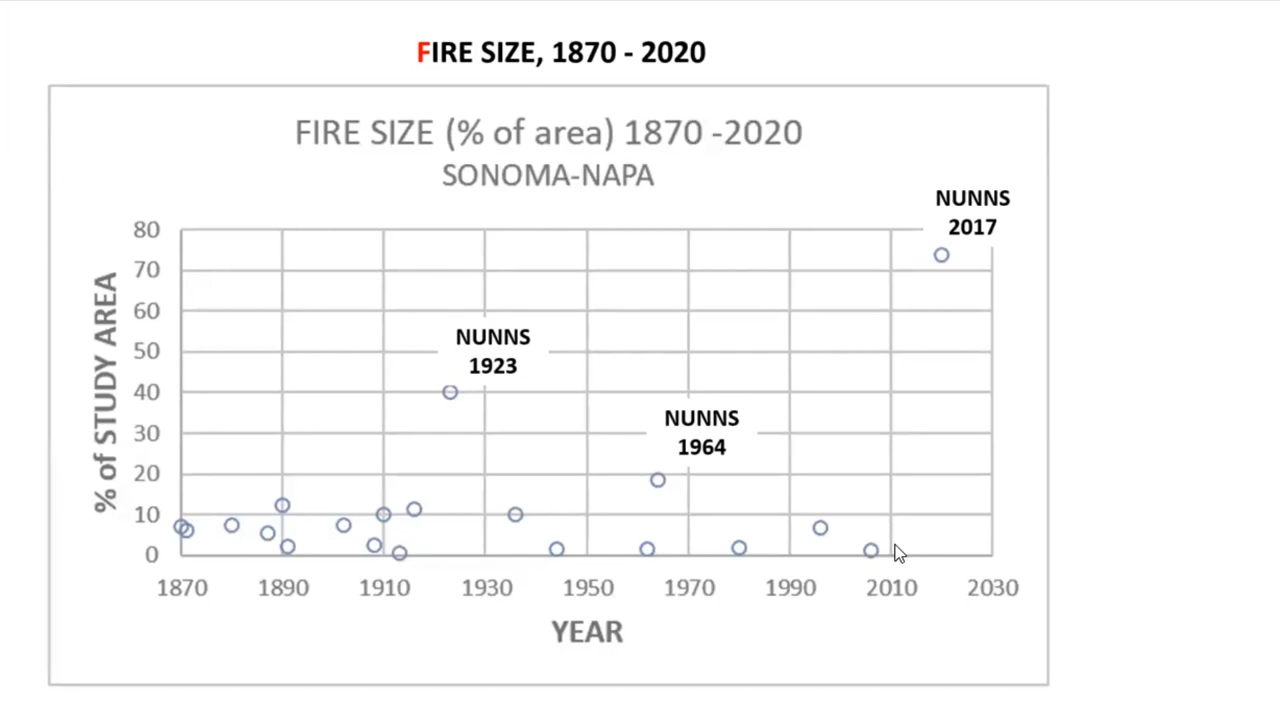 FIRE SIZE, 1870 - 2020
FIRE SIZE (% of area) 1870 -2020
SONOMA-NAPA
NUNNS
2017
NUNNS
1923
NUNNS
1964
% of STUDY AREA
80
70
60
50
40
30
20
10
0
1870 1890 1910 1930 1950 1970 1990 2010 2030
YEAR